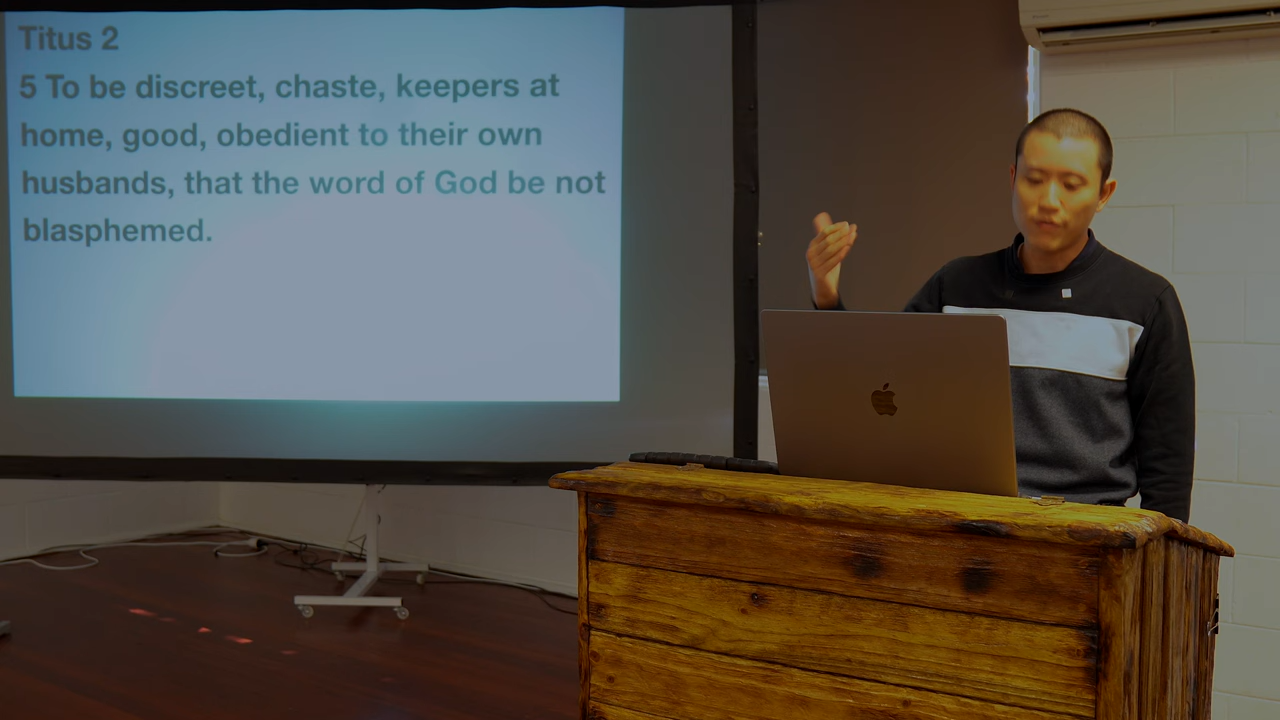 Titus 2
5 To be discreet, chaste, keepers at
home, good, obedient to their own
husbands, that the word of God be not
blasphemed.